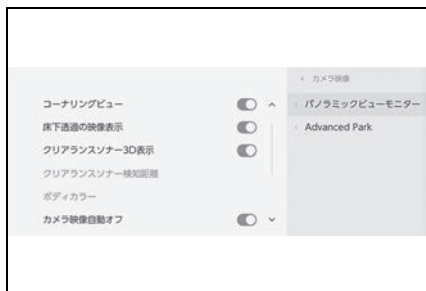 カメラ映像
コーナリングビュー
パノラミックビューモニター
床下透過の映像表示
Advanced Park
クリアランスソナー3D表示
クリアランスソナー検知距離
ボディカラー
カメラ映像自動オフ